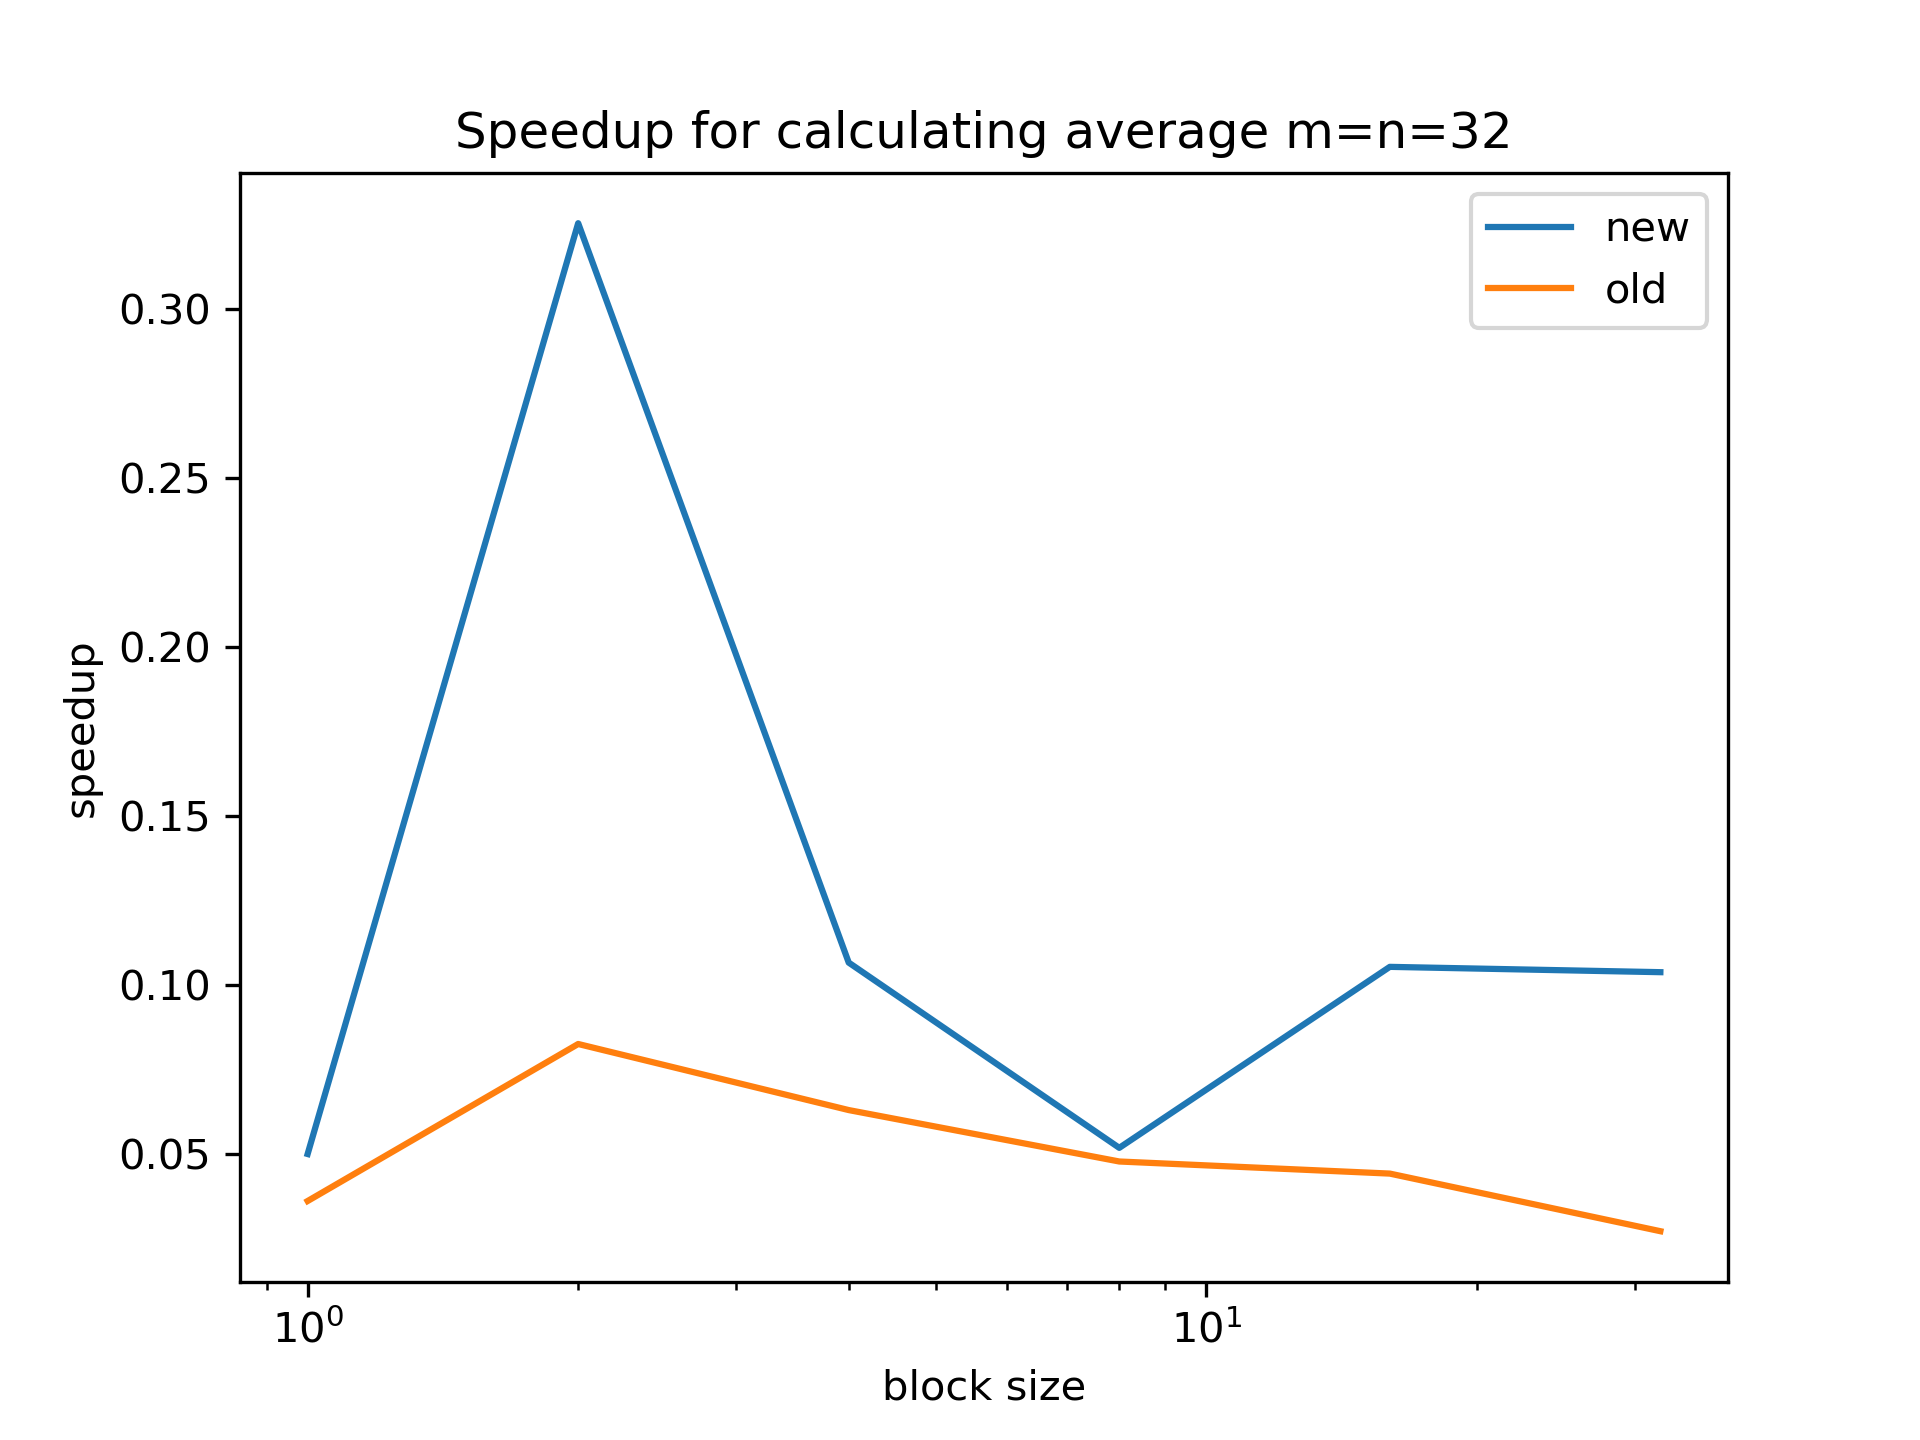 Speedup for calculating average m=n=32
new
old
0.30
0.25
0.20
0.15
0.10
0.05
speedup
10⁰ 10¹
block size